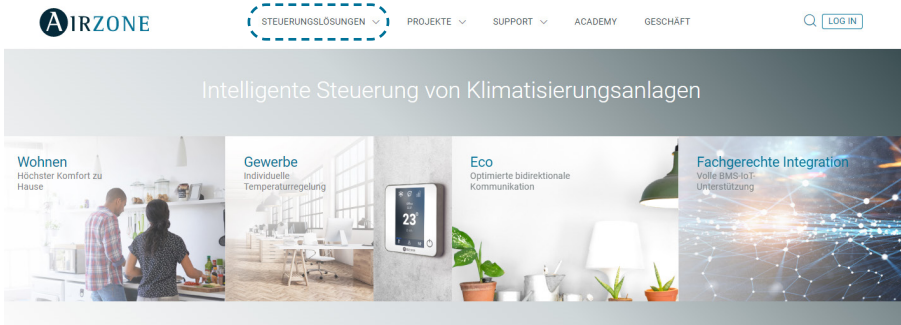 AIRZONE
STEUERUNGSLÖSUNGEN
PROJEKTE
SUPPORT
ACADEMY
GESCHÄFT
LOG IN
Intelligente Steuerung von Klimatisierungsanlagen
Wohnen
Höchster Komfort zu
Hause
Gewerbe
Individuelle
Temperaturregelung
23
Eco
Optimierte bidirektionale
Kommunikation
Fachgerechte Integration
Volle BMS-IoT-
Unterstützung